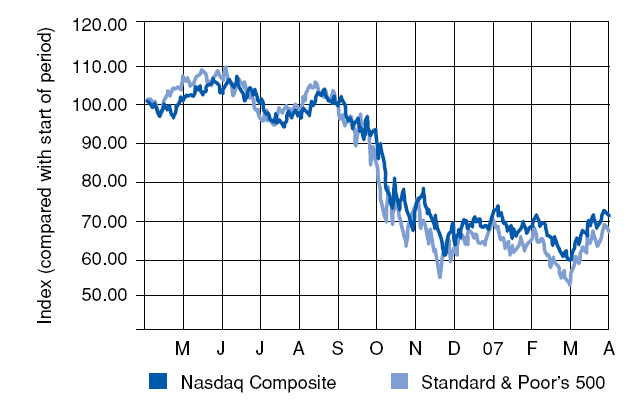 Index (compared with start of period)
120.00
110.00
100.00
90.00
80.00
70.00
60.00
50.00
M J J A S O N D 07 F M A
Nasdaq Composite Standard & Poor's 500